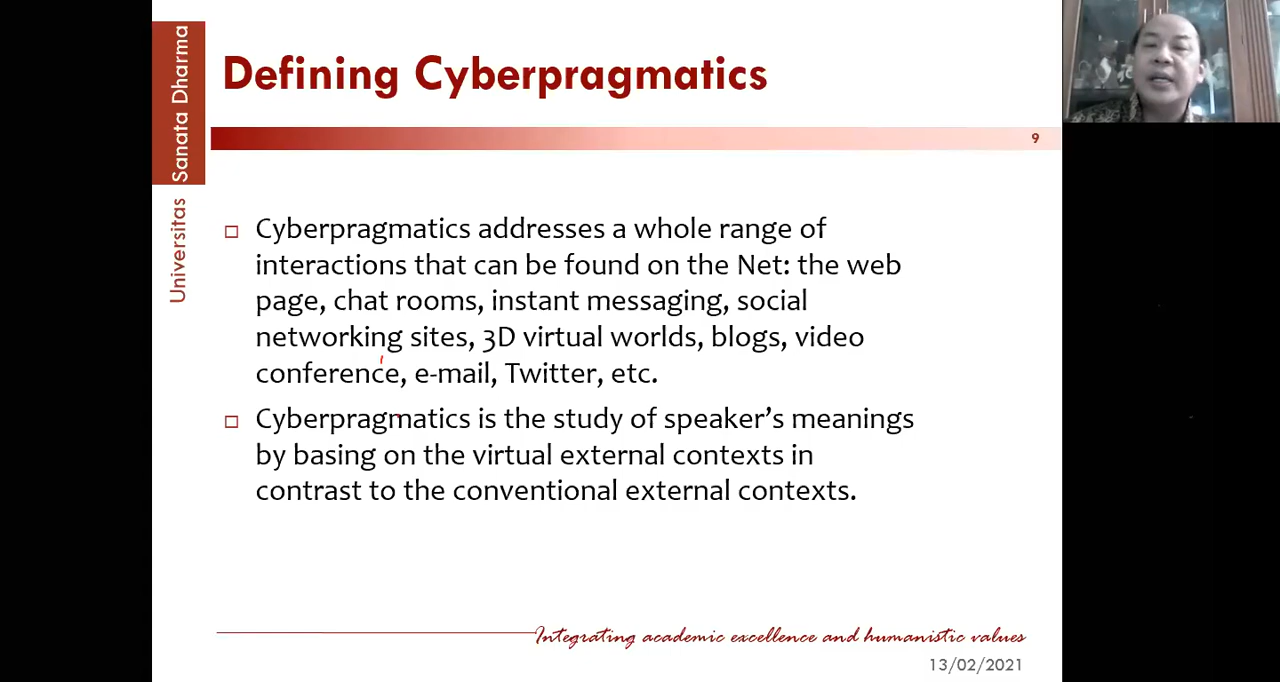 Universitas Sanata Dharma
Defining Cyberpragmatics
9
Cyberpragmatics addresses a whole range of
interactions that can be found on the Net: the web
page, chat rooms, instant messaging, social
networking sites, 3D virtual worlds, blogs, video
conference, e-mail, Twitter, etc.
Cyberpragmatics is the study of speaker’s meanings
by basing on the virtual external contexts in
contrast to the conventional external contexts.
Integrating academic excellence and humanistic values
13/02/2021